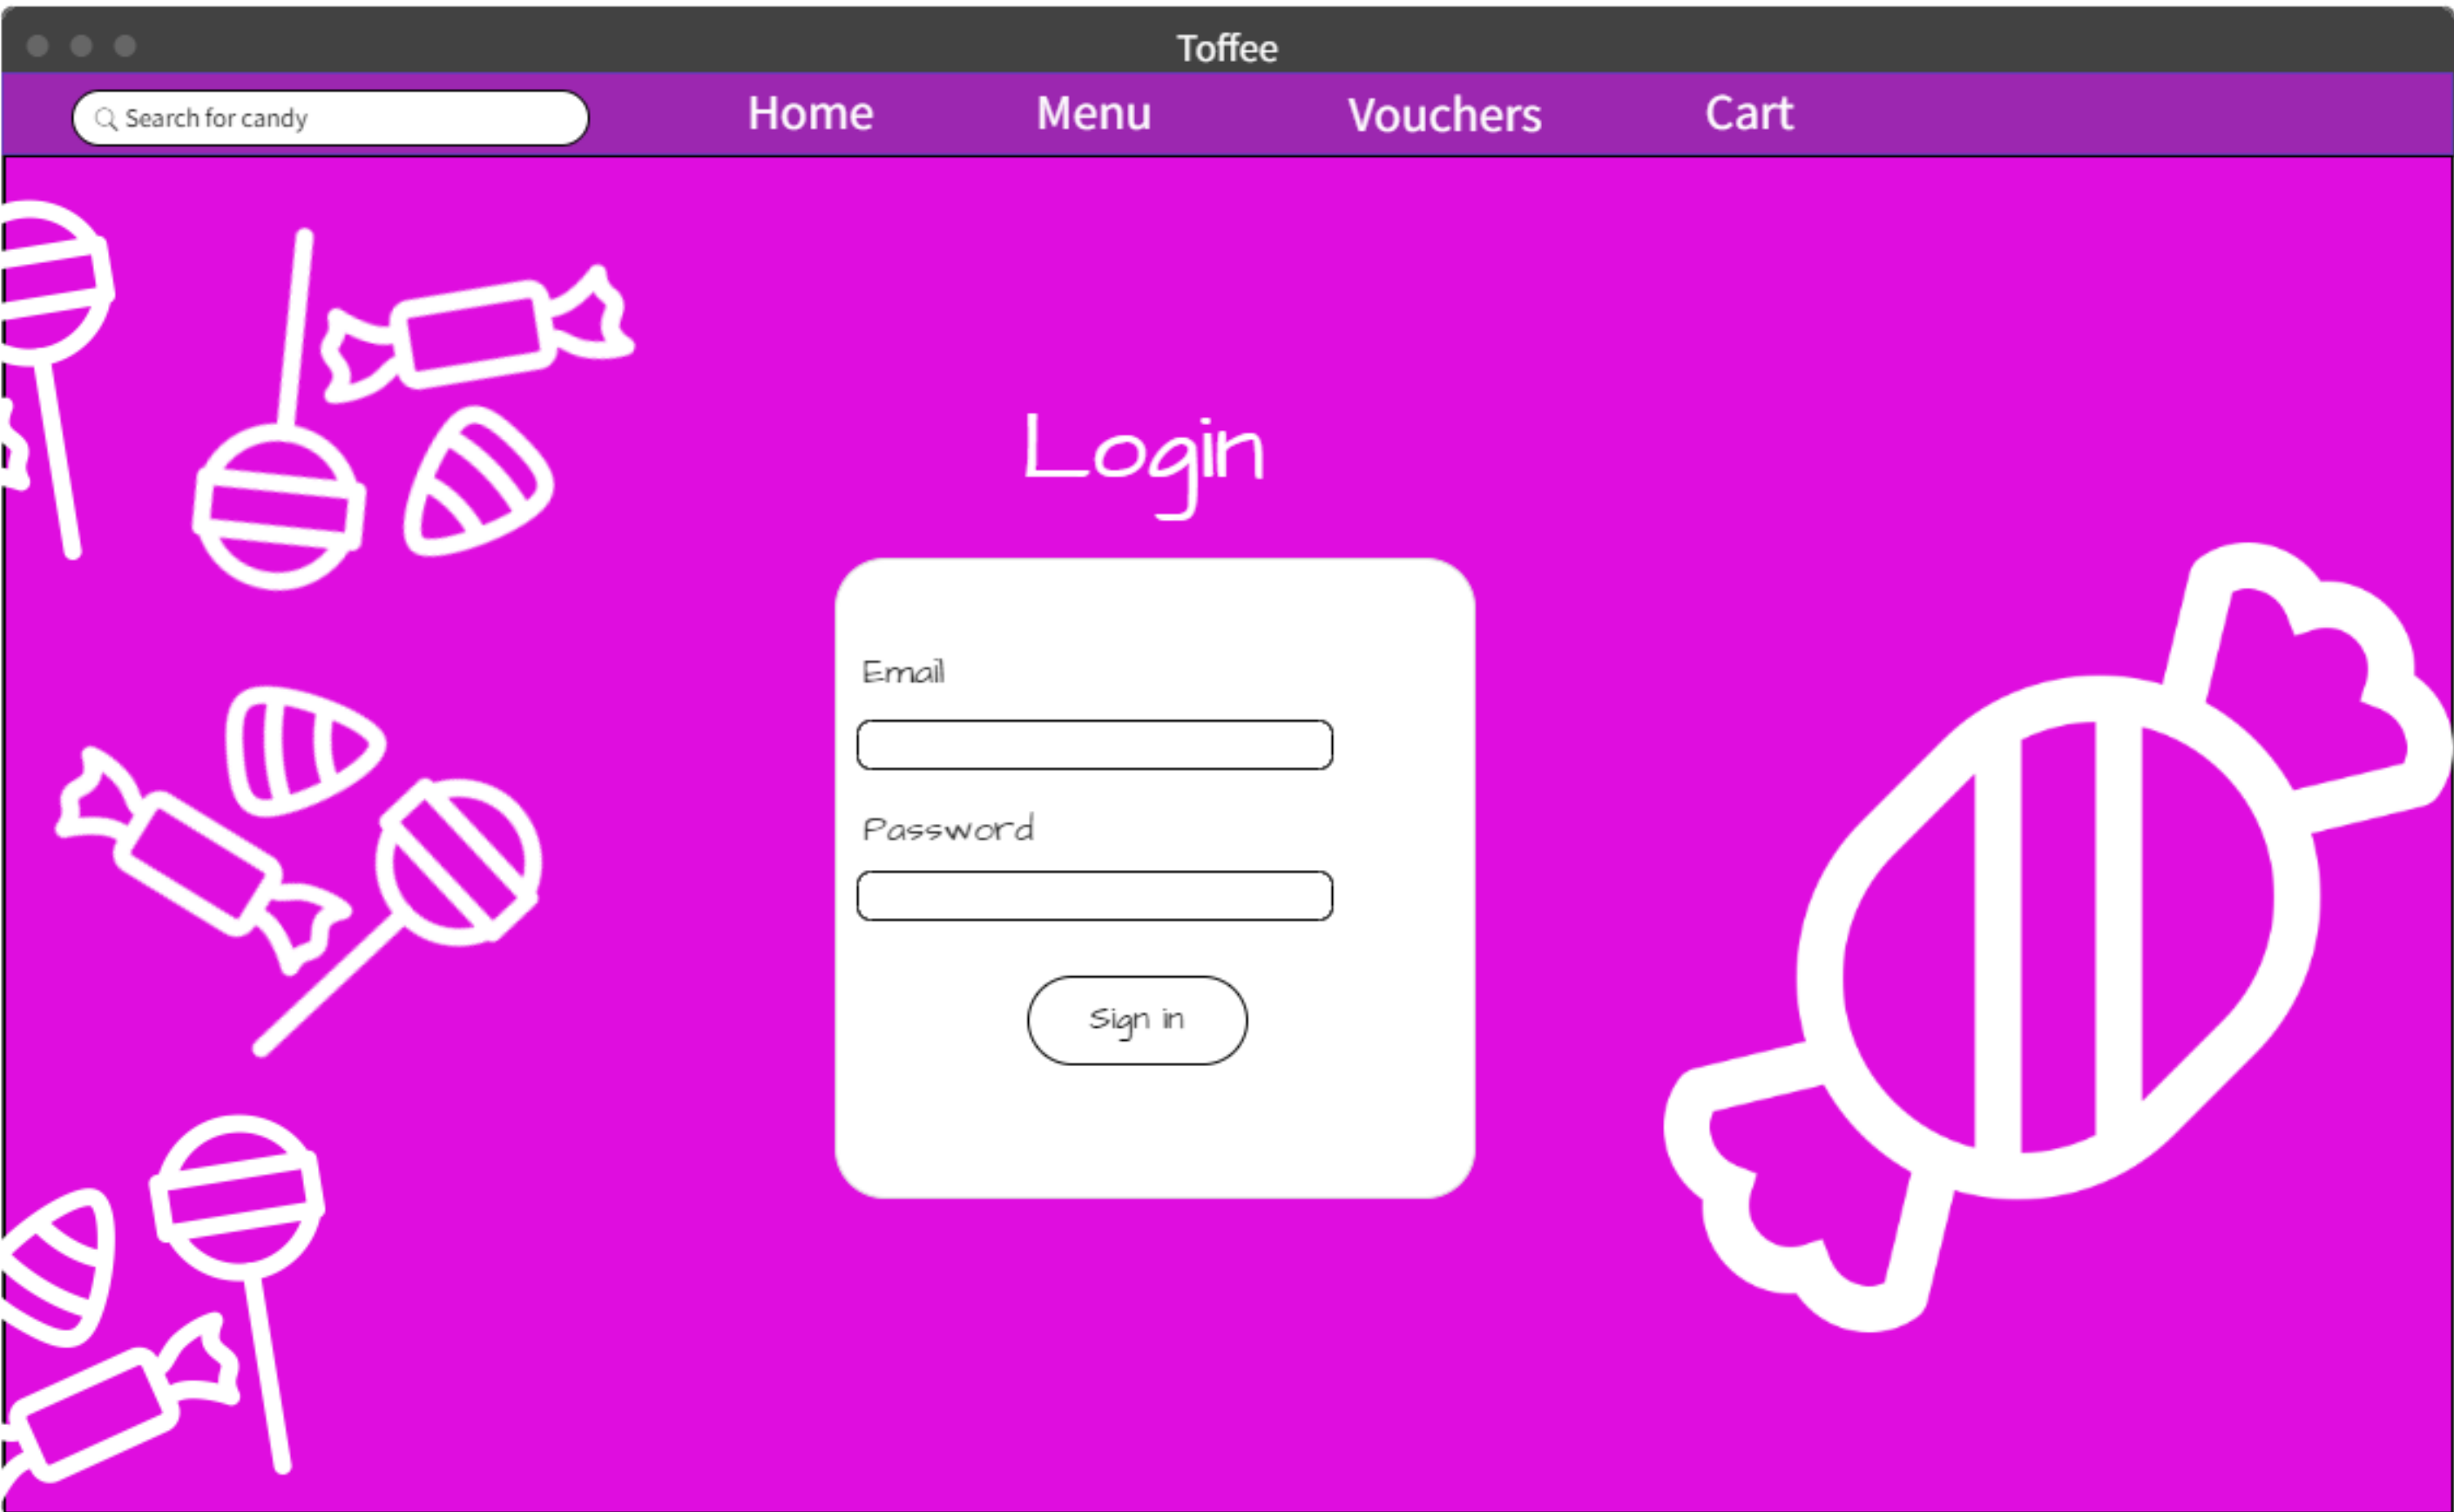 Toffee
Search for candy
Home Menu Vouchers Cart
Login
Email
Password
Sign in